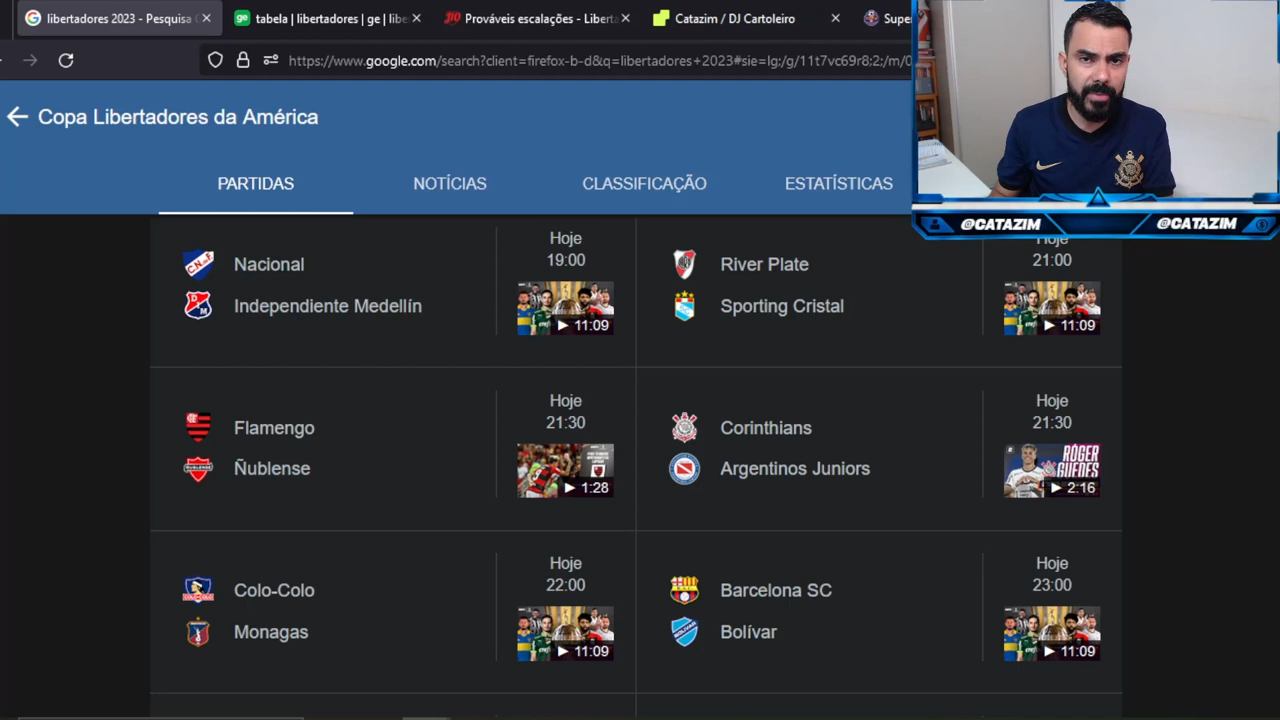 libertadores 2023 - Pesquisa G
tabela | libertadores | ge | libe
Prováveis escalações - Liberta
Catazim / DJ Cartoleiro
Super
https://www.google.com/search?client=firefox-b-d&q=libertadores+2023#sie=lg;/g/11t7vc69r8;2;/m/0
Copa Libertadores da América
PARTIDAS
NOTÍCIAS
CLASSIFICAÇÃO
ESTATÍSTICAS
@CATAZIM
@CATAZIM
Nacional
Independiente Medellín
Hoje
19:00
11:09
River Plate
Sporting Cristal
Hoje
21:00
11:09
Flamengo
Ñublense
Hoje
21:30
1:28
Corinthians
Argentinos Juniors
Hoje
21:30
RÓGER
GUEDES
2:16
Colo-Colo
Monagas
Hoje
22:00
11:09
Barcelona SC
Bolívar
Hoje
23:00
11:09